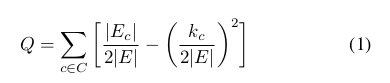 Q = \sum_{c \in C} \left[ \frac{|E_c|}{2|E|} - \left( \frac{k_c}{2|E|} \right)^2 \right] (1)